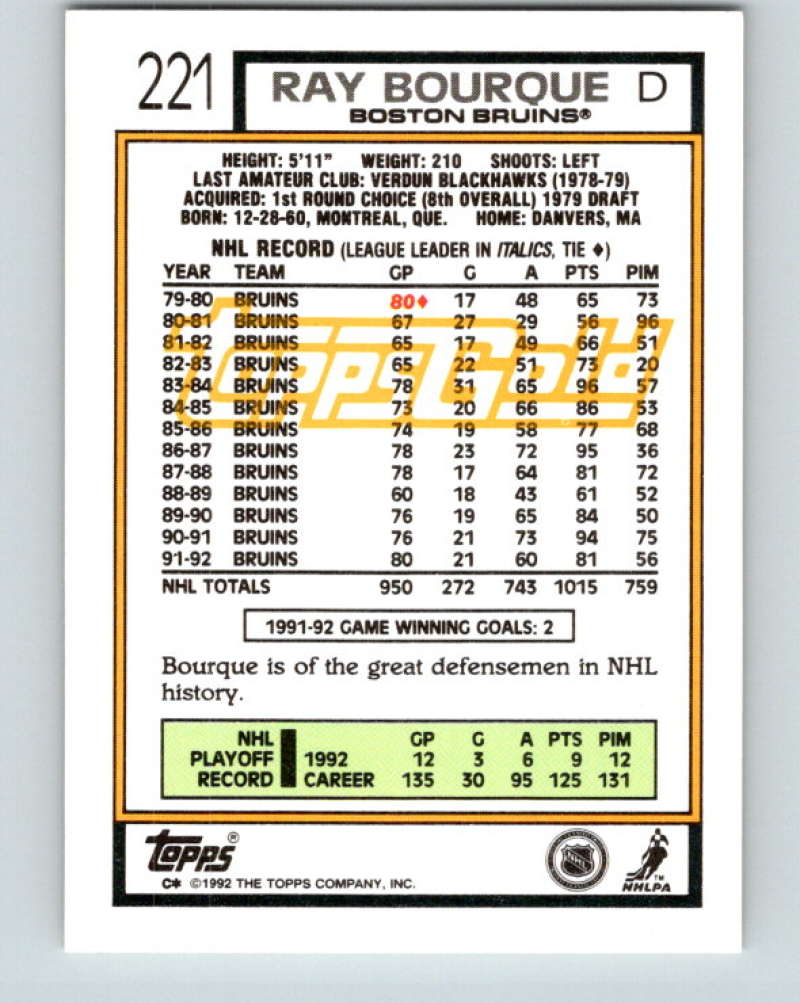 221
RAY BOURQUE D
BOSTON BRUINS®
HEIGHT: 5'11" WEIGHT: 210 SHOOTS: LEFT
LAST AMATEUR CLUB: VERDUN BLACKHAWKS (1978-79)
ACQUIRED: 1st ROUND CHOICE (8th OVERALL) 1979 DRAFT
BORN: 12-28-60, MONTREAL, QUE. HOME: DANVERS, MA
NHL RECORD (LEAGUE LEADER IN ITALICS, TIE ♦)
YEAR TEAM GP G A PTS PIM
79-80 BRUINS 80♦ 17 48 65 73
80-81 BRUINS 67 27 29 56 96
81-82 BRUINS 65 17 49 66 51
82-83 BRUINS 65 22 51 73 20
83-84 BRUINS 78 31 65 96 57
84-85 BRUINS 73 20 66 86 53
85-86 BRUINS 74 19 58 77 68
86-87 BRUINS 78 23 72 95 36
87-88 BRUINS 78 17 64 81 72
88-89 BRUINS 60 18 43 61 52
89-90 BRUINS 76 19 65 84 50
90-91 BRUINS 76 21 73 94 75
91-92 BRUINS 80 21 60 81 56
NHL TOTALS 950 272 743 1015 759
Topps Gold
1991-92 GAME WINNING GOALS: 2
Bourque is of the great defensemen in NHL
history.
NHL GP G A PTS PIM
PLAYOFF 1992 12 3 6 9 12
RECORD CAREER 135 30 95 125 131
Topps®
C* ©1992 THE TOPPS COMPANY, INC.
NHL
TM
NHLPA